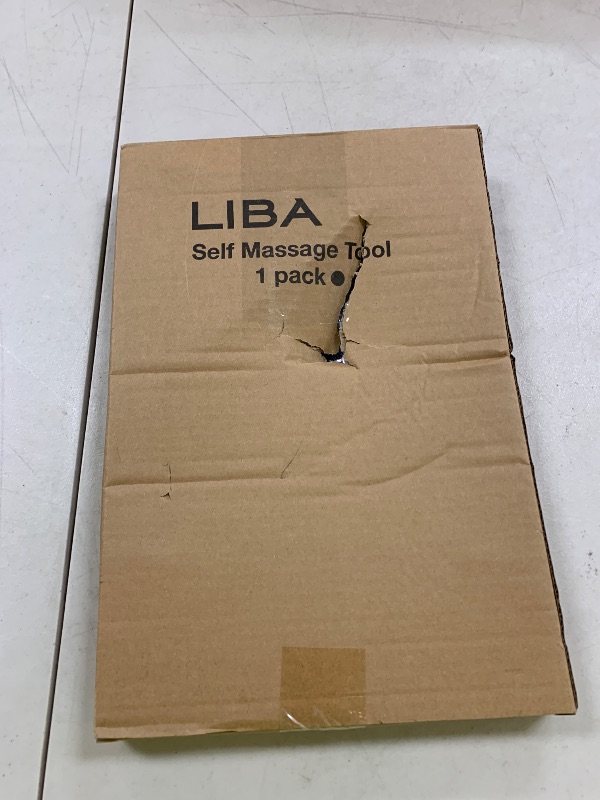 LIBA
Self Massage Tool
1 pack